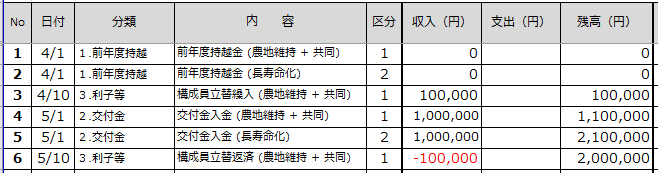 No 日付 分類 内 容 区分 収入（円） 支出（円） 残高（円）
1 4/1 1.前年度持越 前年度持越金 (農地維持 + 共同) 1 0 0
2 4/1 1.前年度持越 前年度持越金 (長寿命化) 2 0 0
3 4/10 3.利子等 構成員立替繰入 (農地維持 + 共同) 1 100,000 100,000
4 5/1 2.交付金 交付金入金 (農地維持 + 共同) 1 1,000,000 1,100,000
5 5/1 2.交付金 交付金入金 (長寿命化) 2 1,000,000 2,100,000
6 5/10 3.利子等 構成員立替返済 (農地維持 + 共同) 1 -100,000 2,000,000